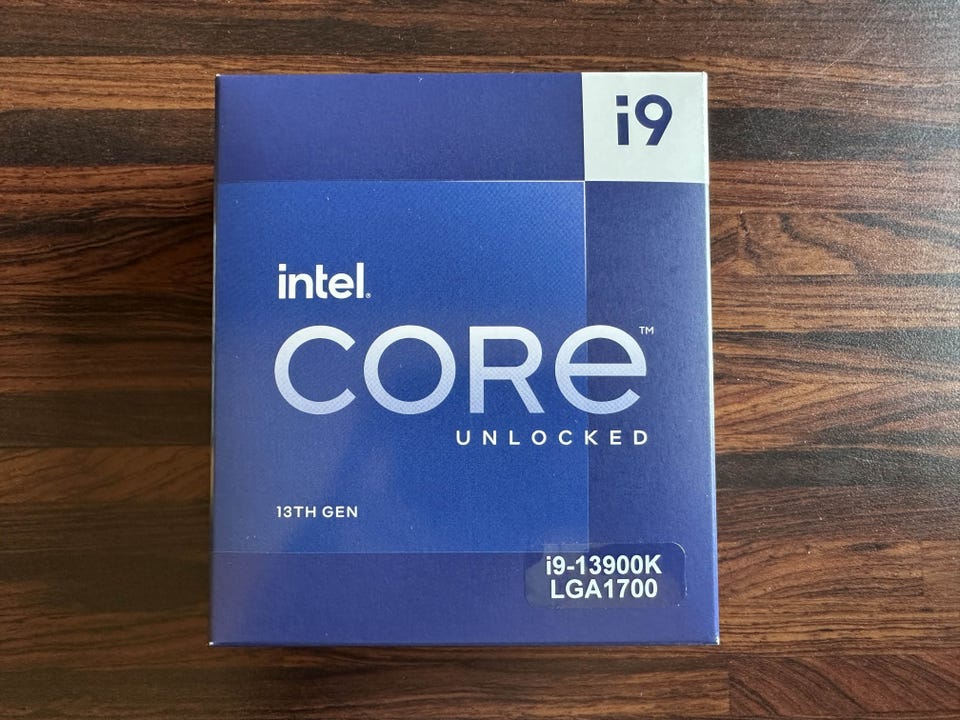 i9
intel®
CORe™
UNLOCKED
13TH GEN
i9-13900K
LGA1700